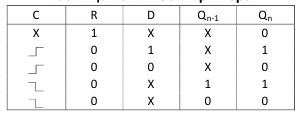 C R D Qn-1 Qn
X 1 X X 0
0 1 X 1
0 0 X 0
0 X 1 1
0 X 0 0